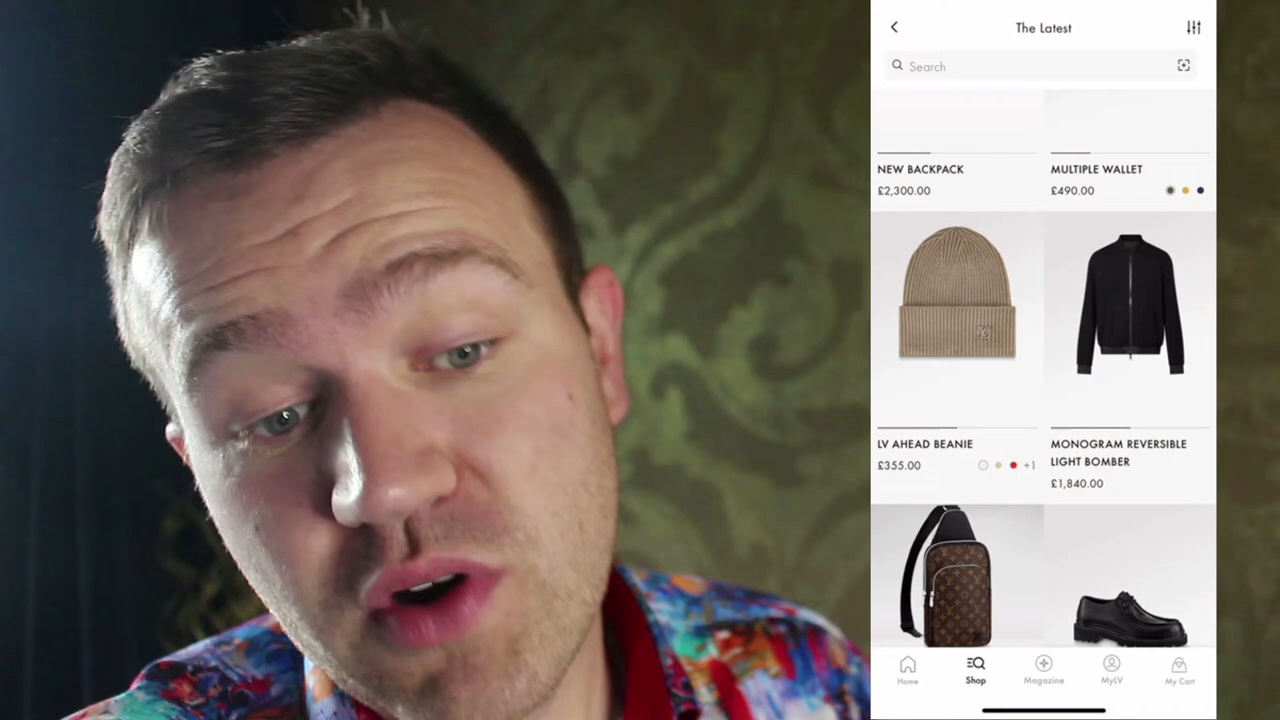 The Latest
Search
NEW BACKPACK
£2,300.00
MULTIPLE WALLET
£490.00
LV AHEAD BEANIE
£355.00
+1
MONOGRAM REVERSIBLE
LIGHT BOMBER
£1,840.00
Home
Shop
Magazine
MyLV
My Cart